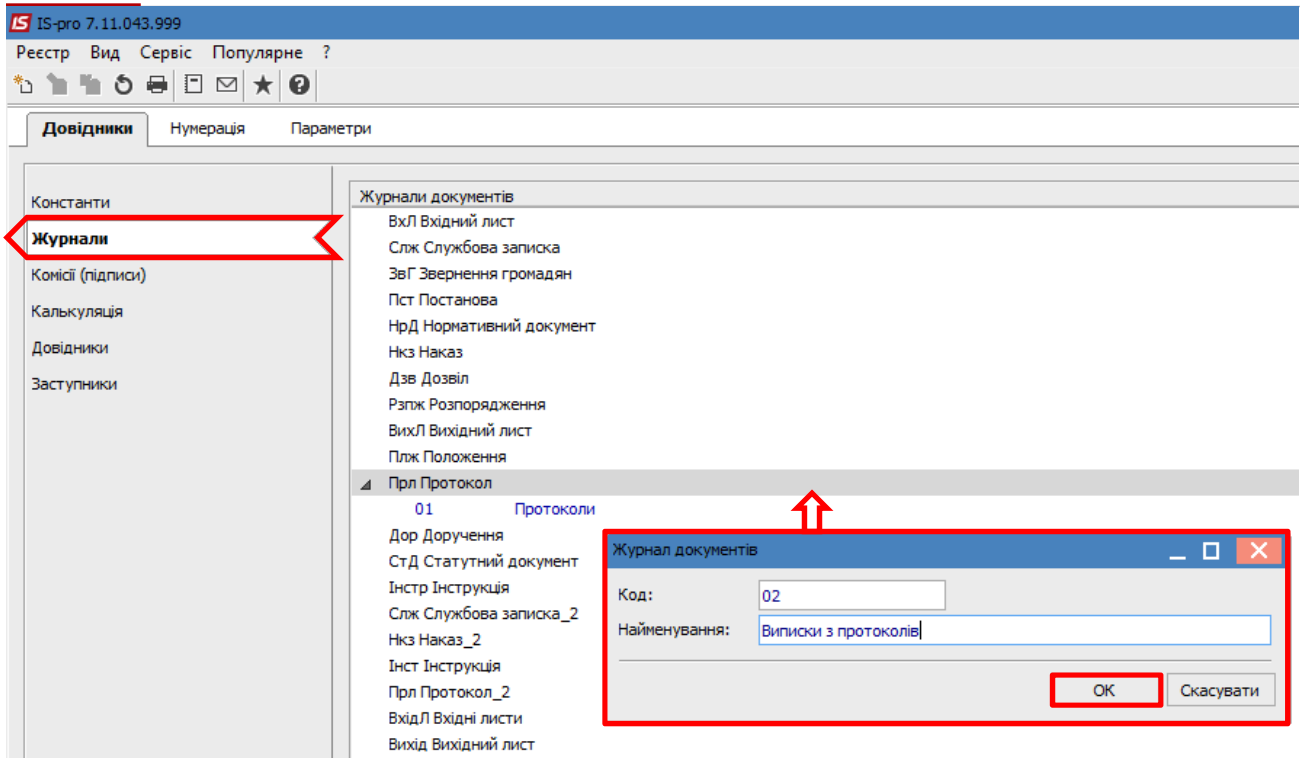 IS IS-pro 7.11.043.999
Реєстр Вид Сервіс Популярне ?
Довідники Нумерація Параметри
Константи
Журнали
Комісії (підписи)
Калькуляція
Довідники
Заступники
Журнали документів
ВхЛ Вхідний лист
Слж Службова записка
ЗвГ Звернення громадян
Пст Постанова
НрД Нормативний документ
Нкз Наказ
Дзв Дозвіл
Рзпж Розпорядження
ВихЛ Вихідний лист
Плж Положення
Прл Протокол
01 Протоколи
Дор Доручення
СтД Статутний документ
Інстр Інструкція
Слж Службова записка_2
Нкз Наказ_2
Інст Інструкція
Прл Протокол_2
ВхідЛ Вхідні листи
Вихід Вихідний лист
Журнал документів
Код: 02
Найменування: Виписки з протоколів
ОК Скасувати